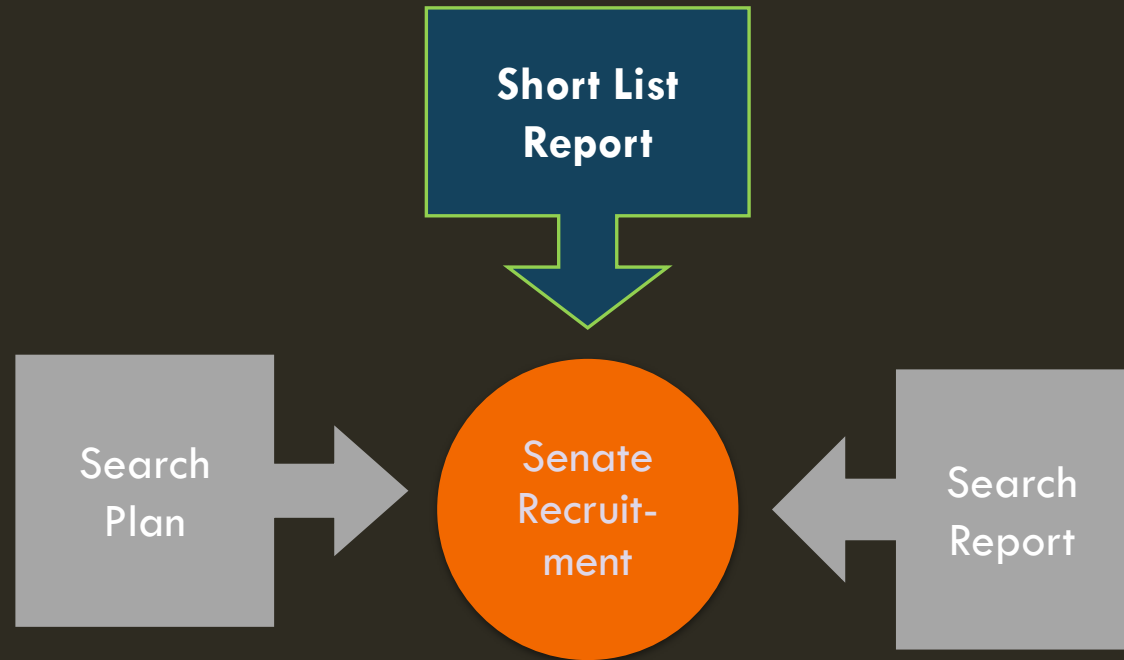 Short List
Report
Search
Plan
Senate
Recruit-
ment
Search
Report